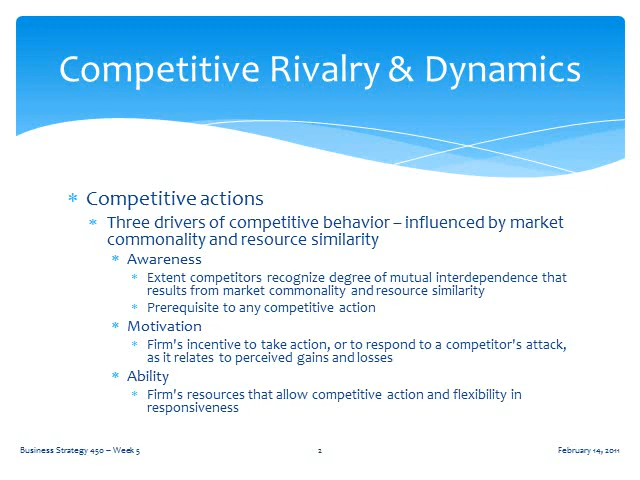 Competitive Rivalry & Dynamics
Competitive actions
Three drivers of competitive behavior – influenced by market
commonality and resource similarity
Awareness
Extent competitors recognize degree of mutual interdependence that
results from market commonality and resource similarity
Prerequisite to any competitive action
Motivation
Firm's incentive to take action, or to respond to a competitor's attack,
as it relates to perceived gains and losses
Ability
Firm's resources that allow competitive action and flexibility in
responsiveness
Business Strategy 450 – Week 5
2
February 14, 2011